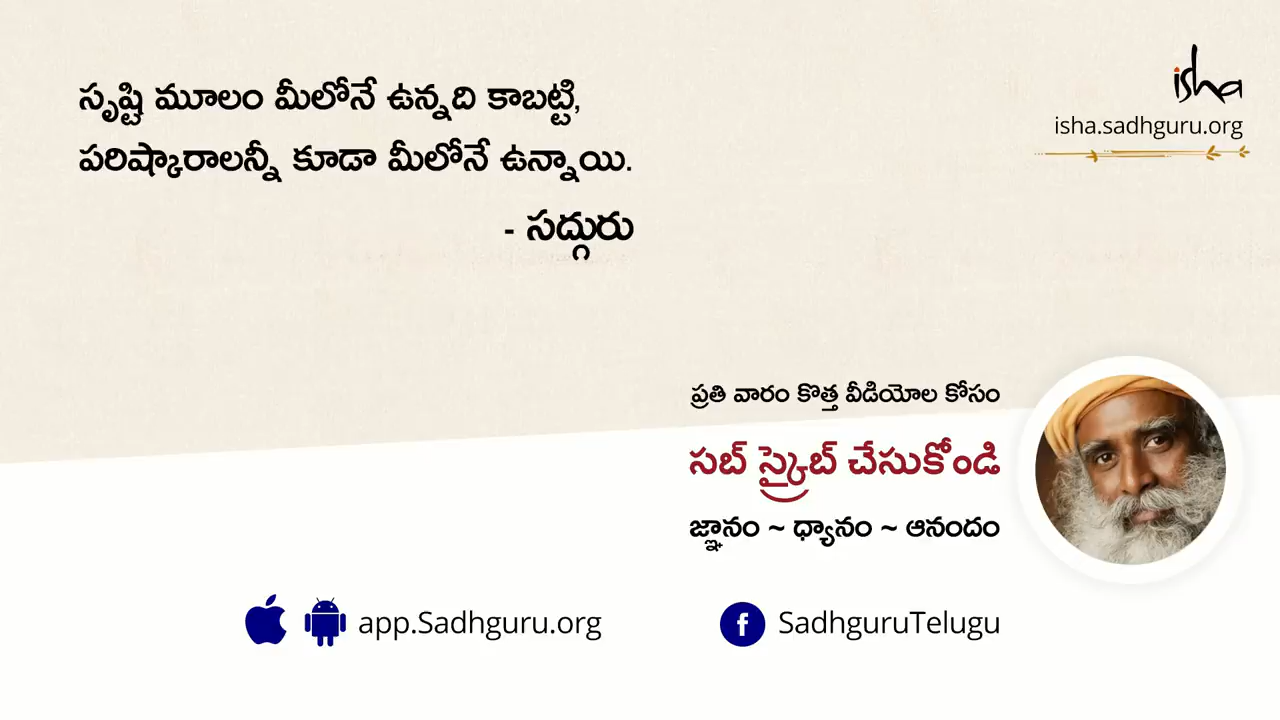 సృష్టి మూలం మీలోనే ఉన్నది కాబట్టి,
పరిష్కారాలన్నీ కూడా మీలోనే ఉన్నాయి.
- సద్గురు
isha
isha.sadhguru.org
ప్రతి వారం కొత్త వీడియోల కోసం
సబ్ స్క్రైబ్ చేసుకోండి
జ్ఞానం ~ ధ్యానం ~ ఆనందం
app.Sadhguru.org
f SadhguruTelugu